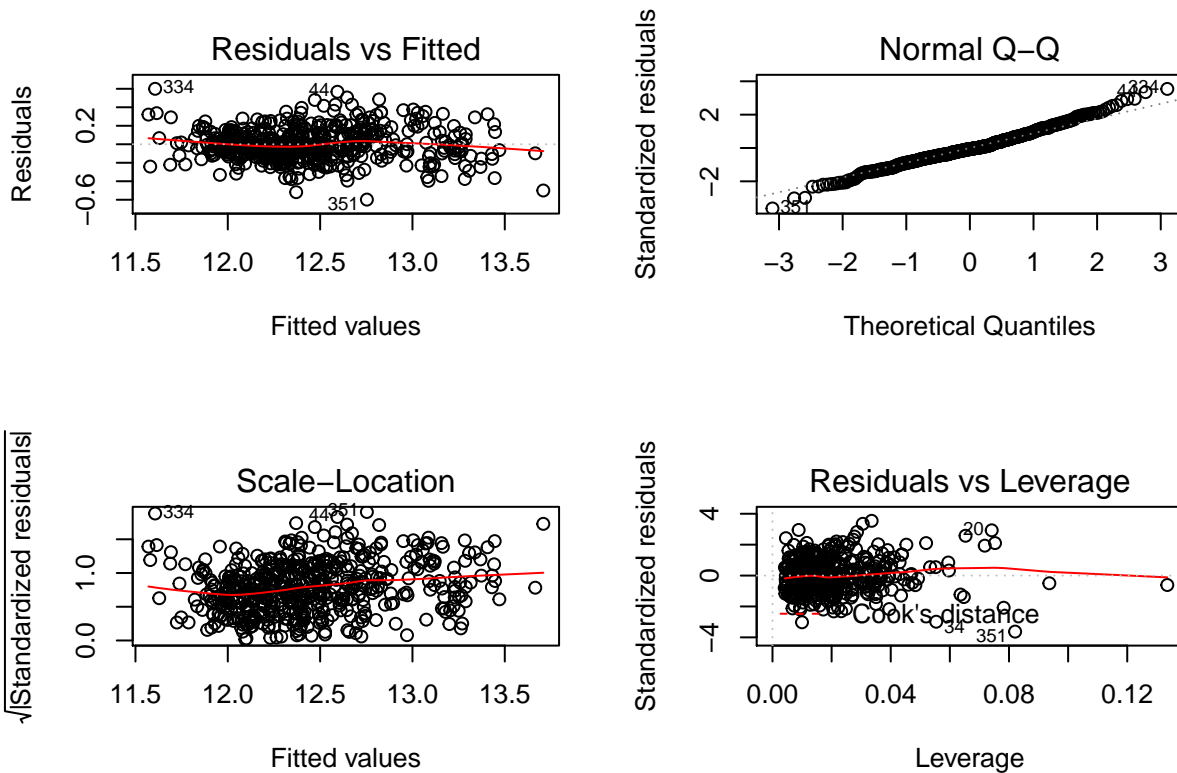 Residuals vs Fitted
Residuals
0.2
−0.6
334
44
351
11.5 12.0 12.5 13.0 13.5
Fitted values
Normal Q−Q
Standardized residuals
2
−2
334
44
351
−3 −2 −1 0 1 2 3
Theoretical Quantiles
Scale−Location
√|Standardized residuals|
1.0
0.0
334
44
351
11.5 12.0 12.5 13.0 13.5
Fitted values
Residuals vs Leverage
Standardized residuals
4
0
−4
20
Cook's distance
34
351
0.00 0.04 0.08 0.12
Leverage